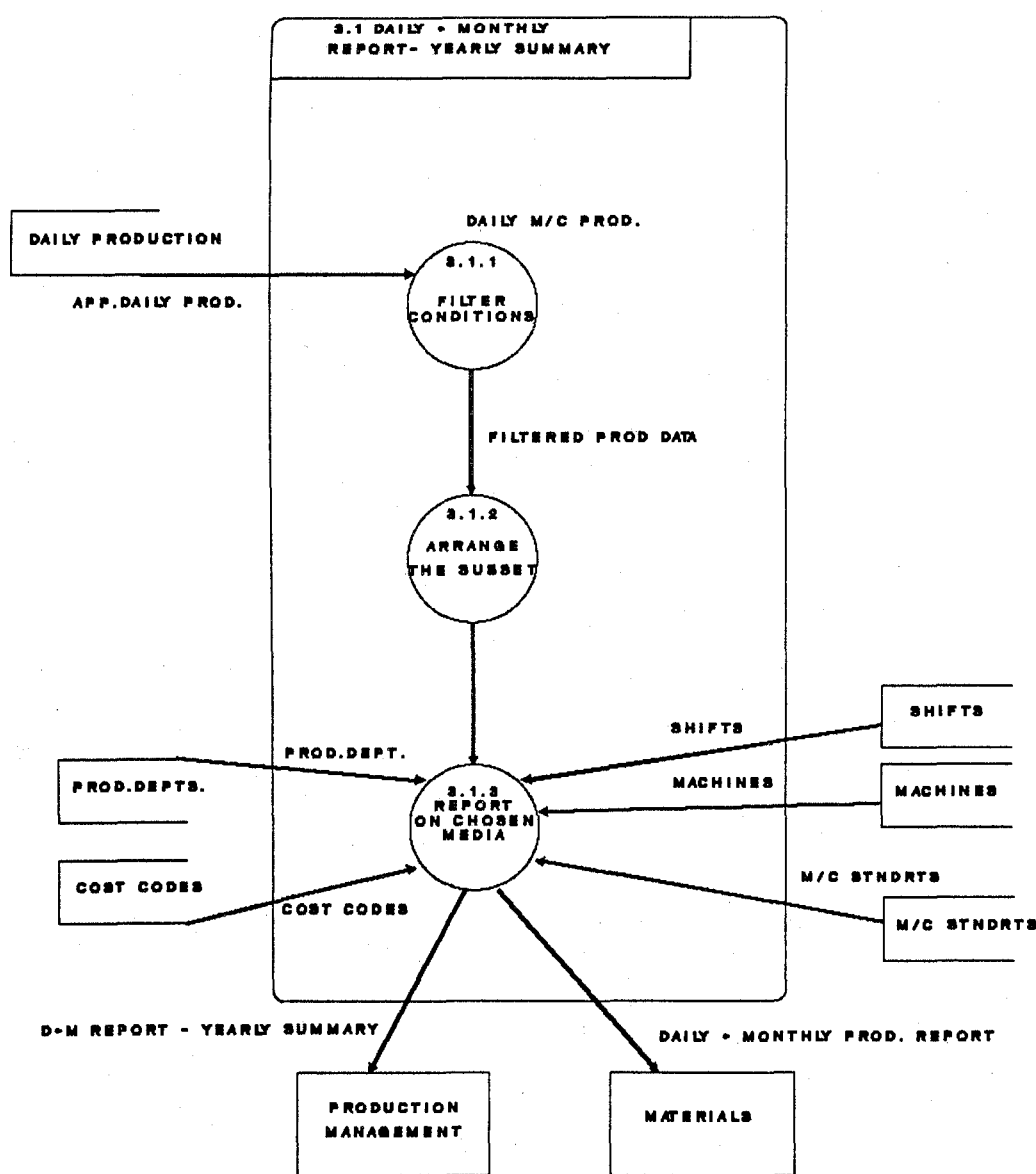 3.1 DAILY + MONTHLY
REPORT- YEARLY SUMMARY
DAILY M/C PROD.
DAILY PRODUCTION
APP.DAILY PROD.
3.1.1
FILTER
CONDITIONS
FILTERED PROD DATA
3.1.2
ARRANGE
THE SUBSET
SHIFTS
SHIFTS
PROD.DEPT.
PROD.DEPTS.
MACHINES
MACHINES
3.1.3
REPORT
ON CHOSEN
MEDIA
COST CODES
COST CODES
M/C STNDRTS
M/C STNDRTS
D+M REPORT - YEARLY SUMMARY
DAILY + MONTHLY PROD. REPORT
PRODUCTION
MANAGEMENT
MATERIALS